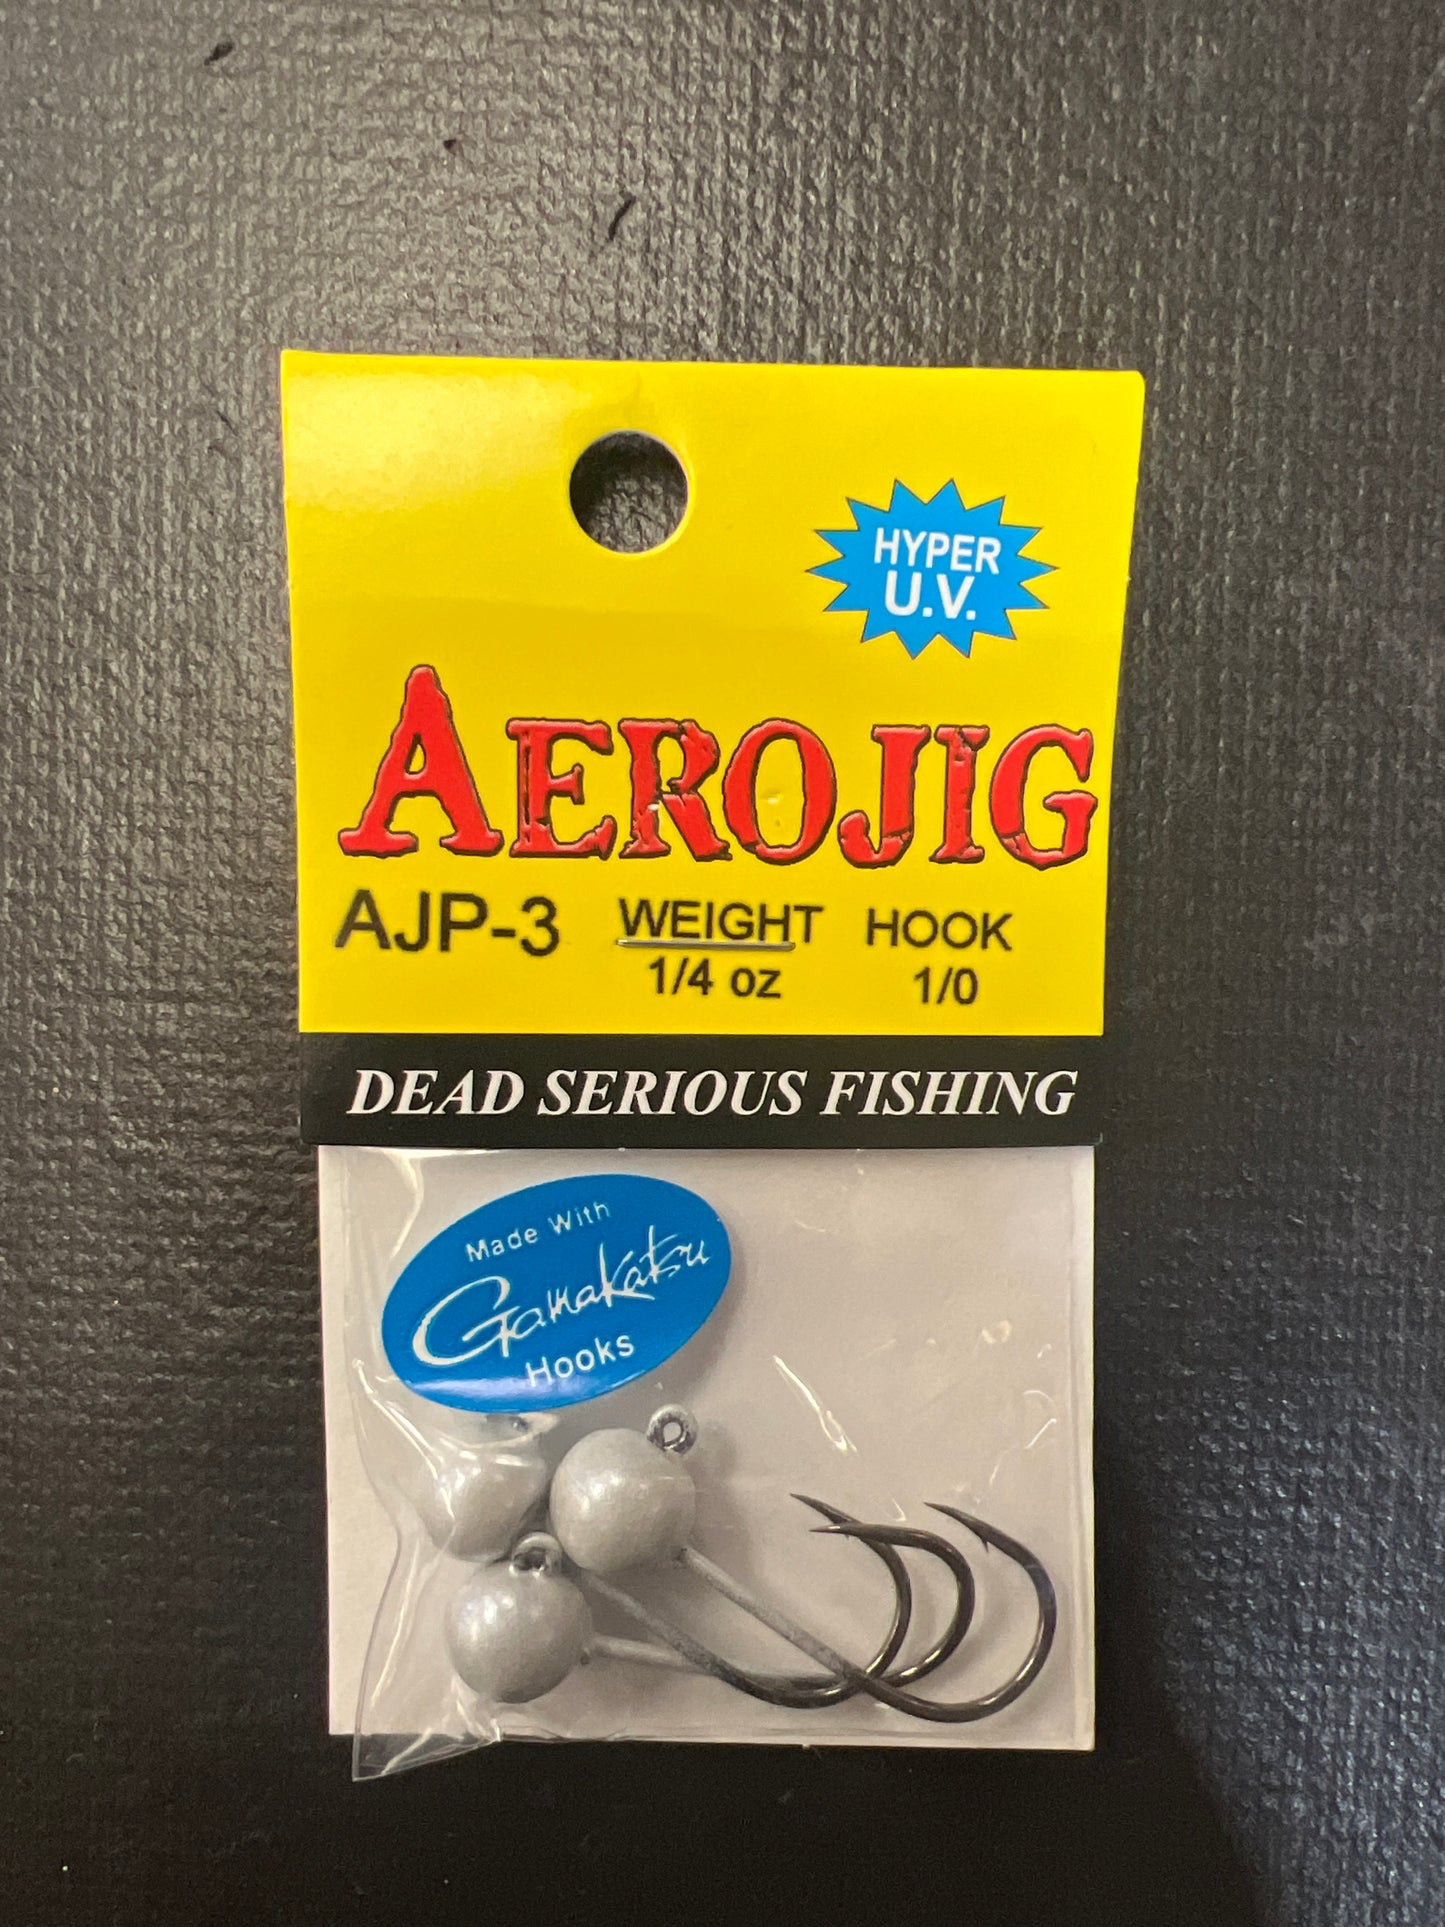 HYPER
U.V.
AEROJIG
AJP-3 WEIGHT HOOK
1/4 oz 1/0
DEAD SERIOUS FISHING
Made With
Gamakatsu
Hooks